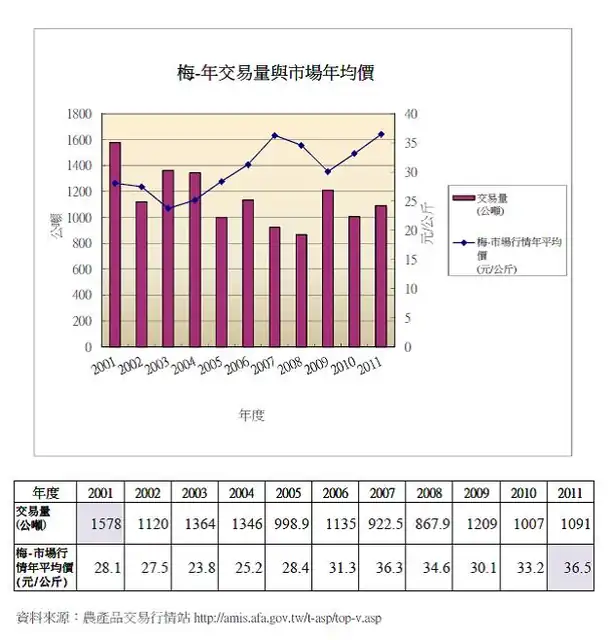 梅-年交易量與市場年均價
1800
1600
1400
1200
1000
800
600
400
200
0
公噸
40
35
30
25
20
15
10
5
0
元/公斤
2001 2002 2003 2004 2005 2006 2007 2008 2009 2010 2011
年度
交易量
(公噸)
梅-市場行情年平均
價
(元/公斤)
年度 2001 2002 2003 2004 2005 2006 2007 2008 2009 2010 2011
交易量
(公噸) 1578 1120 1364 1346 998.9 1135 922.5 867.9 1209 1007 1091
梅-市場行
情年平均價
(元/公斤) 28.1 27.5 23.8 25.2 28.4 31.3 36.3 34.6 30.1 33.2 36.5
資料來源：農產品交易行情站 http://amis.afa.gov.tw/t-asp/top-v.asp